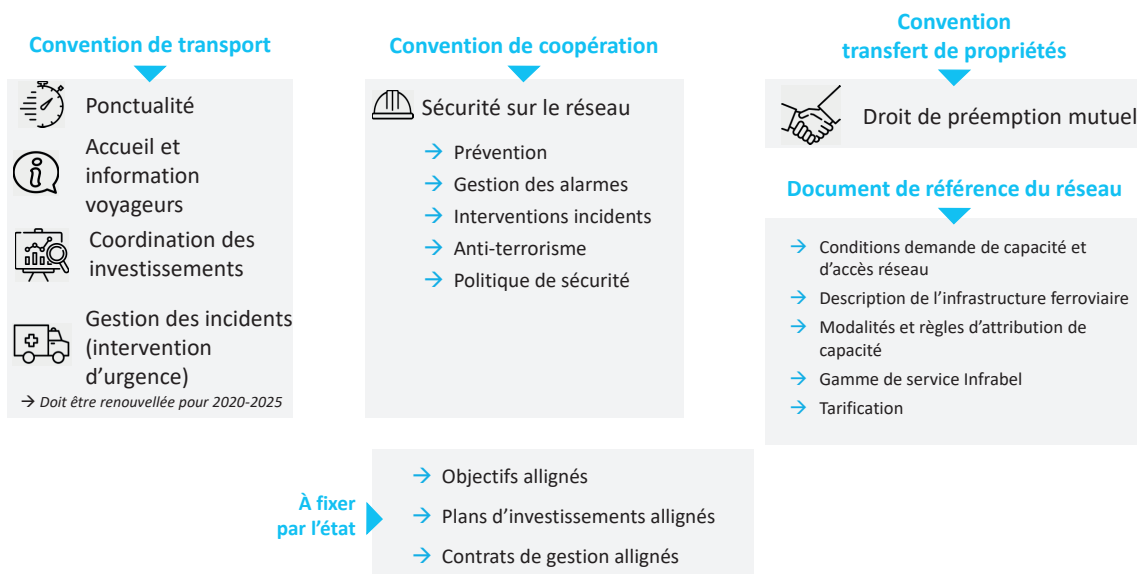 Convention de transport
Ponctualité
Accueil et
information
voyageurs
Coordination des
investissements
Gestion des incidents
(intervention
d'urgence)
→ Doit être renouvellée pour 2020-2025
Convention de coopération
Sécurité sur le réseau
→ Prévention
→ Gestion des alarmes
→ Interventions incidents
→ Anti-terrorisme
→ Politique de sécurité
Convention
transfert de propriétés
Droit de préemption mutuel
Document de référence du réseau
→ Conditions demande de capacité et
d'accès réseau
→ Description de l'infrastructure ferroviaire
→ Modalités et règles d'attribution de
capacité
→ Gamme de service Infrabel
→ Tarification
À fixer
par l'état
→ Objectifs allignés
→ Plans d'investissements allignés
→ Contrats de gestion allignés